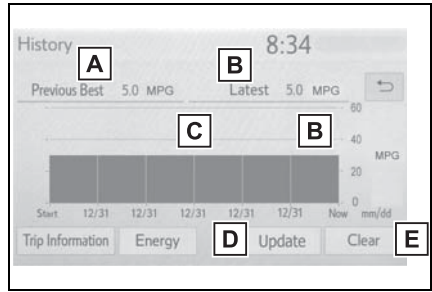 History 8:34
A B
Previous Best 5.0 MPG Latest 5.0 MPG
60
C B
40
MPG
20
0
Start 12/31 12/31 12/31 12/31 12/31 Now mm/dd
Trip Information Energy D Update Clear E